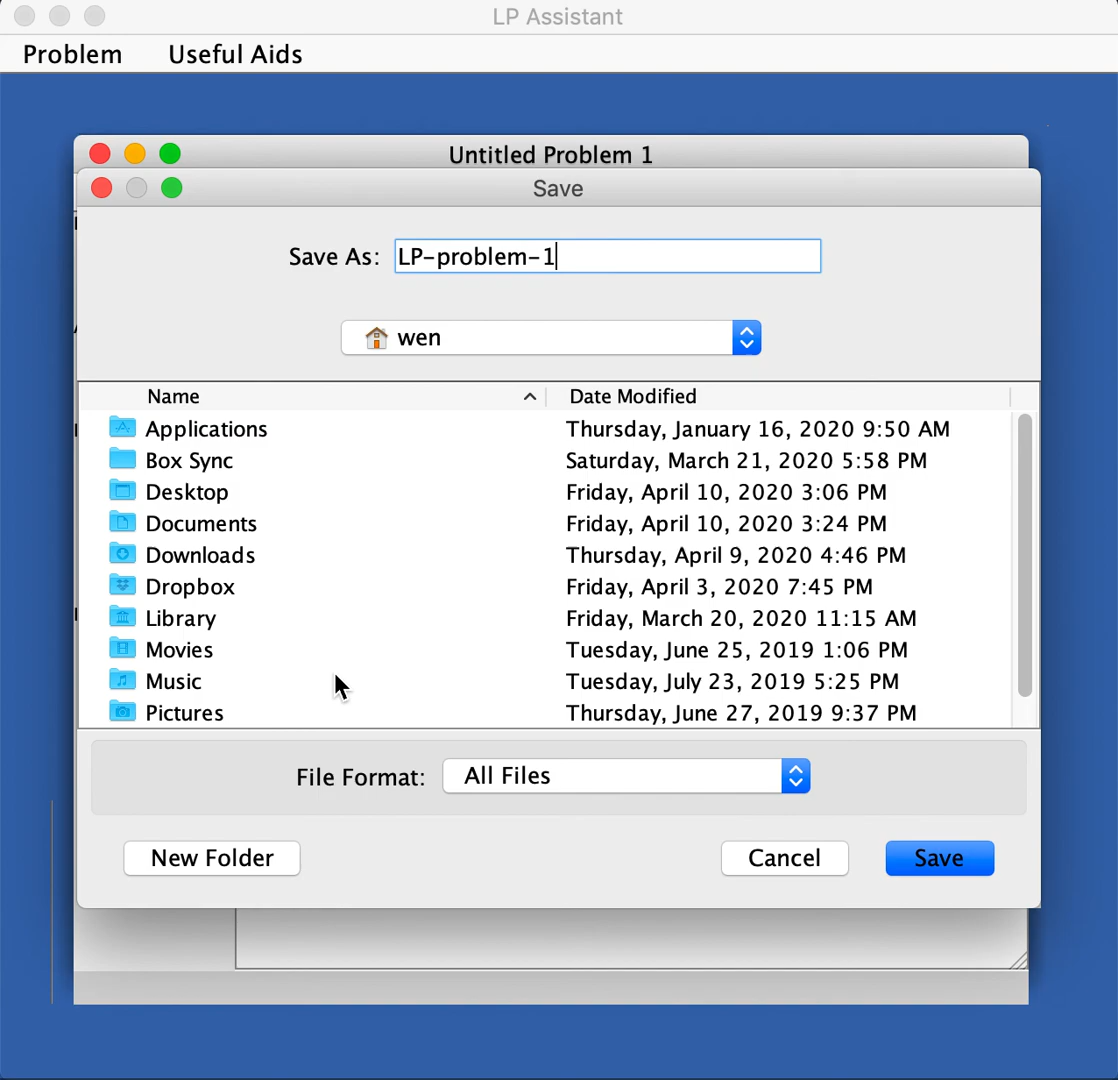 LP Assistant
Problem Useful Aids
Untitled Problem 1
Save
Save As: LP-problem-1
wen
Name Date Modified
Applications Thursday, January 16, 2020 9:50 AM
Box Sync Saturday, March 21, 2020 5:58 PM
Desktop Friday, April 10, 2020 3:06 PM
Documents Friday, April 10, 2020 3:24 PM
Downloads Thursday, April 9, 2020 4:46 PM
Dropbox Friday, April 3, 2020 7:45 PM
Library Friday, March 20, 2020 11:15 AM
Movies Tuesday, June 25, 2019 1:06 PM
Music Tuesday, July 23, 2019 5:25 PM
Pictures Thursday, June 27, 2019 9:37 PM
File Format: All Files
New Folder Cancel Save